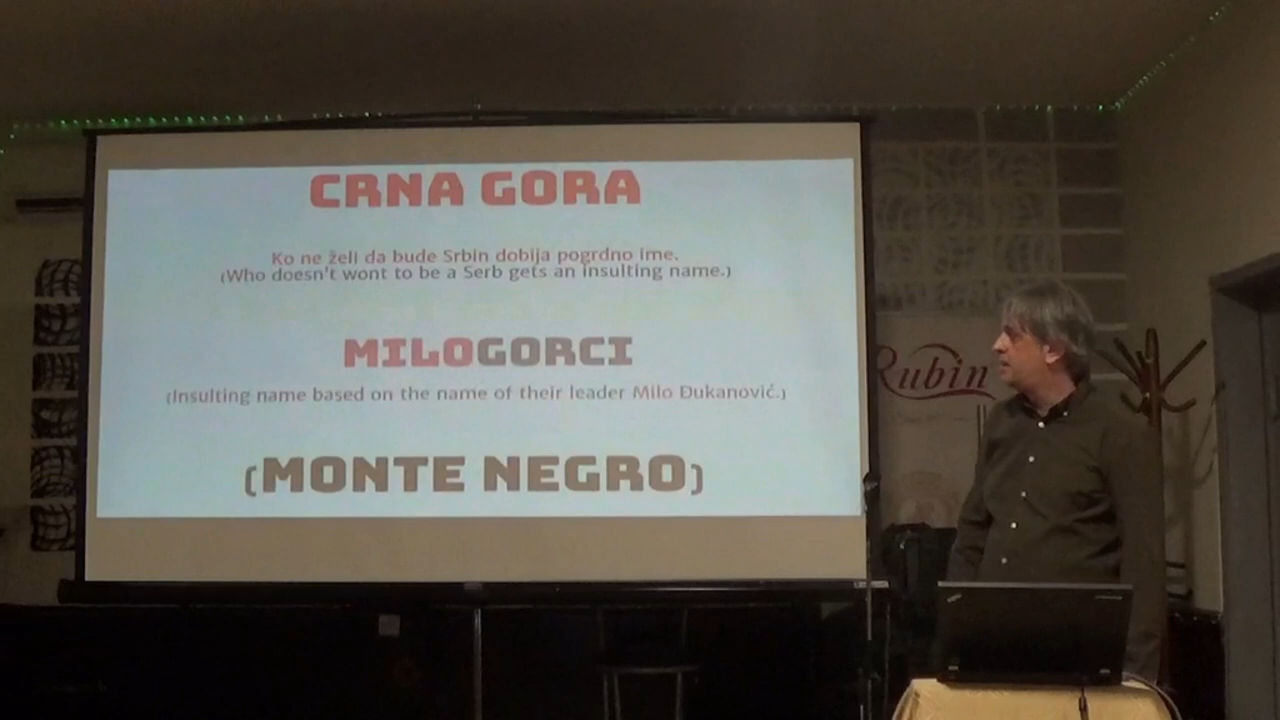 CRNA GORA
Ko ne želi da bude Srbin dobija pogrdno ime.
(Who doesn't wont to be a Serb gets an insulting name.)
MILOGORCI
(Insulting name based on the name of their leader Milo Đukanović.)
(MONTE NEGRO)
Rubin